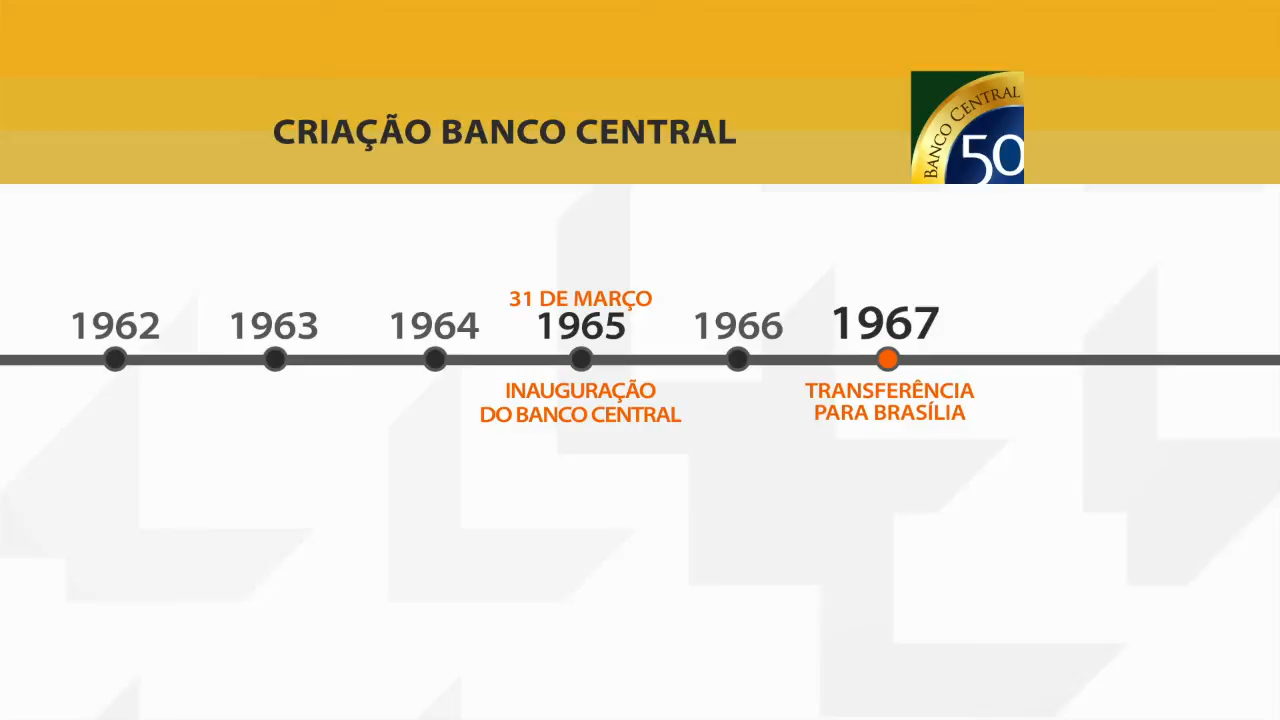 CRIAÇÃO BANCO CENTRAL
BANCO CENTRAL
50
31 DE MARÇO
1962 1963 1964 1965 1966 1967
INAUGURAÇÃO
DO BANCO CENTRAL
TRANSFERÊNCIA
PARA BRASÍLIA